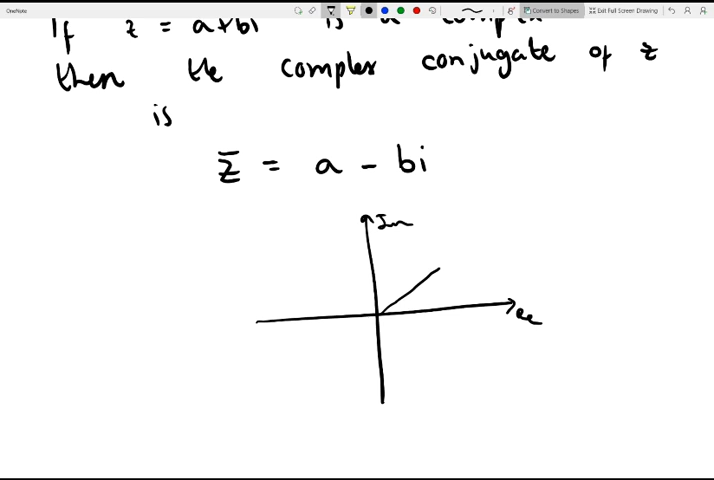 OneNote
Convert to Shapes
Exit Full Screen Drawing
If z = a+bi is a complex
then the complex conjugate of z
is
z̄ = a - bi
Im
Re